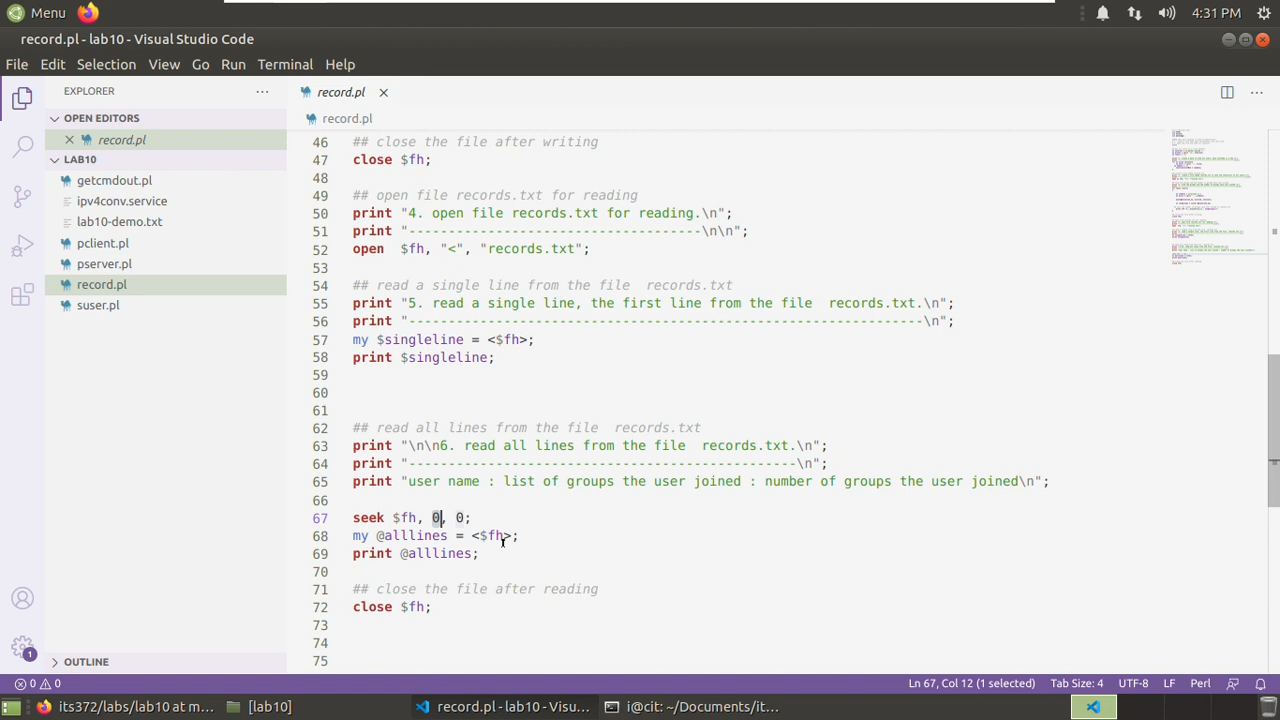 Menu
4:31 PM
record.pl - lab10 - Visual Studio Code
File Edit Selection View Go Run Terminal Help
EXPLORER
OPEN EDITORS
record.pl
LAB10
getcmdout.pl
ipv4conv.service
lab10-demo.txt
pclient.pl
pserver.pl
record.pl
suser.pl
OUTLINE
record.pl
record.pl
46 ## close the file after writing
47 close $fh;
48
49 ## open file records.txt for reading
50 print "4. open file records.txt for reading.\n";
51 print "-------------------------------------\n\n";
52 open  $fh, "<", "records.txt";
53
54 ## read a single line from the file  records.txt
55 print "5. read a single line, the first line from the file  records.txt.\n";
56 print "-----------------------------------------------------------------\n";
57 my $singleline = <$fh>;
58 print $singleline;
59
60
61
62 ## read all lines from the file  records.txt
63 print "\n\n6. read all lines from the file  records.txt.\n";
64 print "-------------------------------------------------\n";
65 print "user name : list of groups the user joined : number of groups the user joined\n";
66
67 seek $fh, 0, 0;
68 my @alllines = <$fh>;
69 print @alllines;
70
71 ## close the file after reading
72 close $fh;
73
74
75
1
0 0
Ln 67, Col 12 (1 selected) Tab Size: 4 UTF-8 LF Perl
its372/labs/lab10 at m... [lab10] record.pl - lab10 - Visu... i@cit: ~/Documents/it...